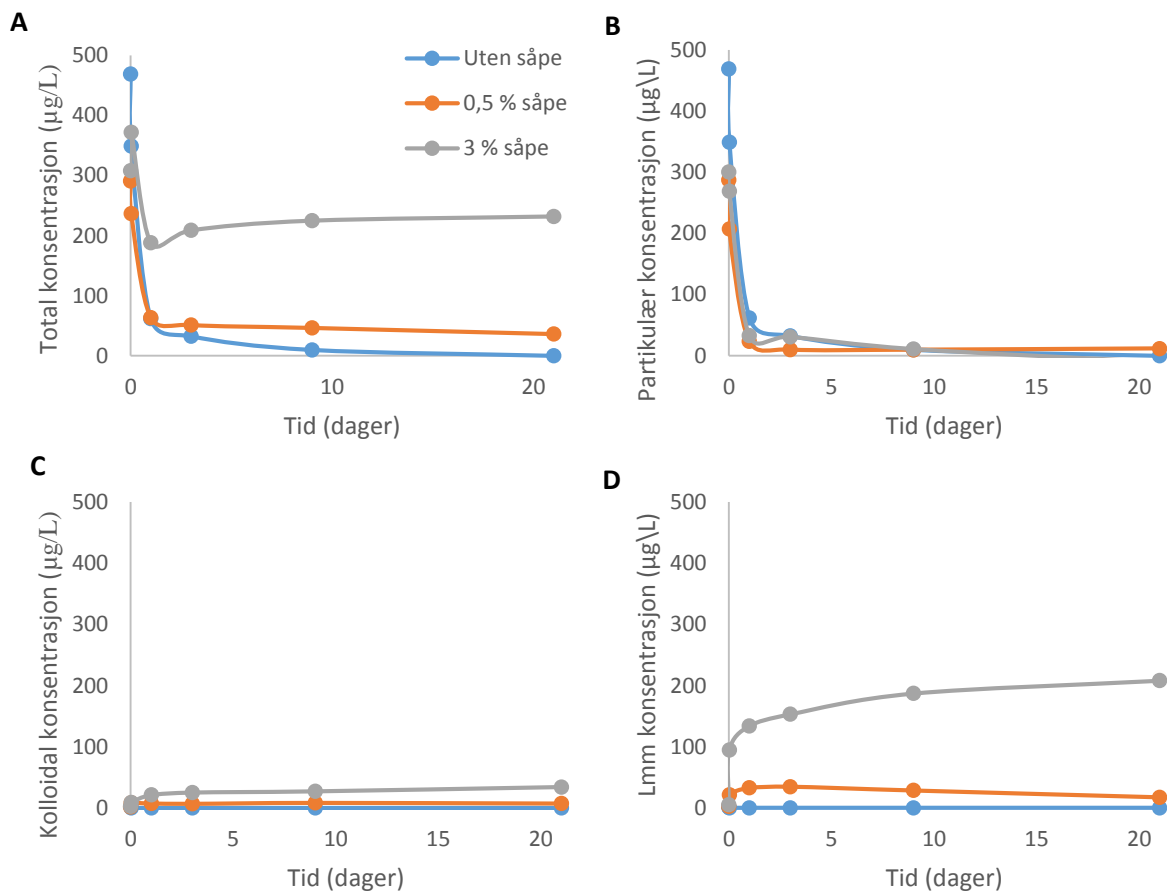 A
Total konsentrasjon (µg/L)
500
400
300
200
100
0
0
10
20
Tid (dager)
Uten såpe
0,5 % såpe
3 % såpe
B
Partikulær konsentrasjon (µg\L)
500
400
300
200
100
0
0
5
10
15
20
Tid (dager)
C
Kolloidal konsentrasjon (µg/L)
500
400
300
200
100
0
0
5
10
15
20
Tid (dager)
D
Lmm konsentrasjon (µg\L)
500
400
300
200
100
0
0
5
10
15
20
Tid (dager)